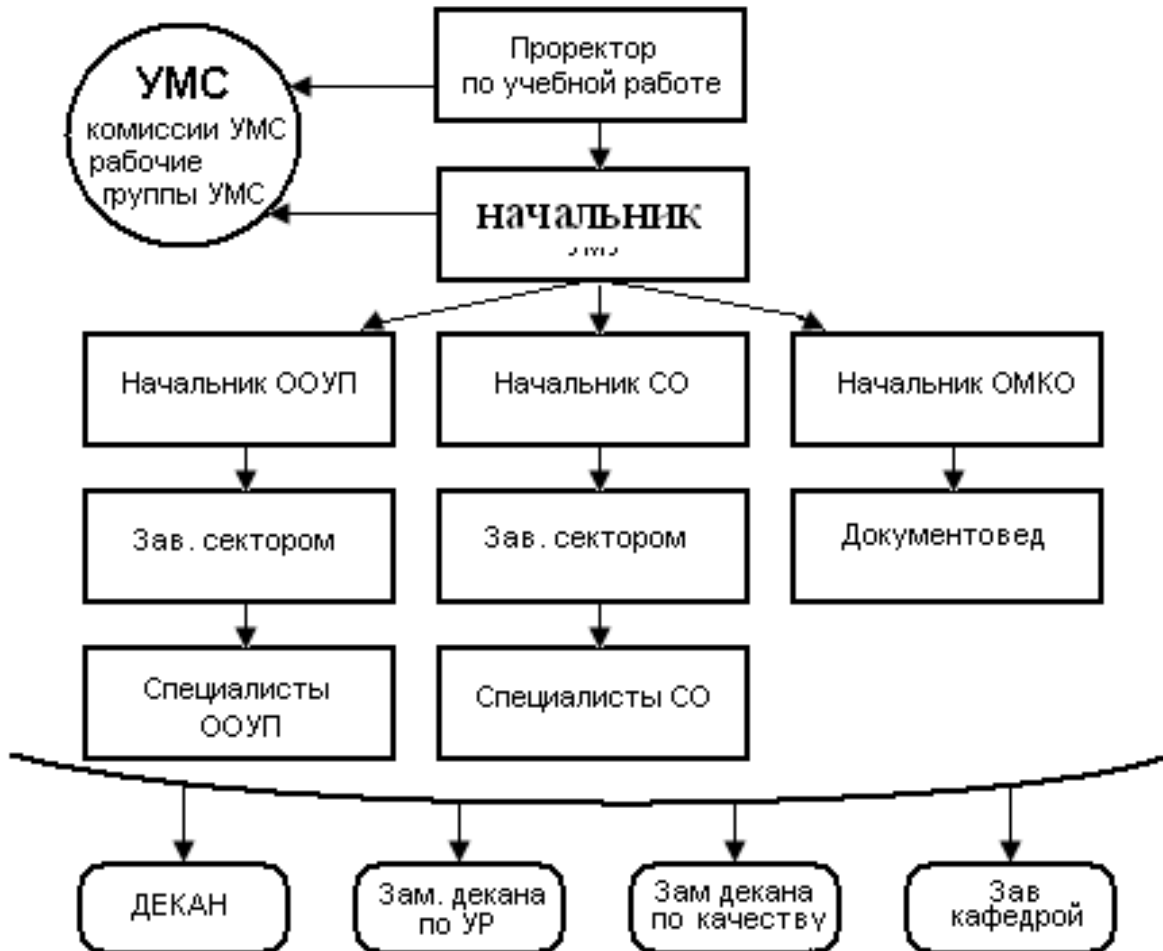 Проректор
по учебной работе
УМС
комиссии УМС
рабочие
группы УМС
начальник
Начальник ООУП
Начальник СО
Начальник ОМКО
Зав. сектором
Зав. сектором
Документовед
Специалисты
ООУП
Специалисты СО
ДЕКАН
Зам. декана
по УР
Зам декана
по качеству
Зав
кафедрой